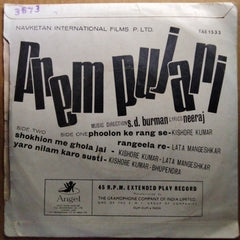 3573
NAVKETAN INTERNATIONAL FILMS P. LTD.
TAE 1533
Prem pujari
MUSIC DIRECTION s.d. burman LYRICS neeraj
SIDE TWO SIDE ONE phoolon ke rang se - KISHORE KUMAR
shokhion me ghola jai - rangeela re - LATA MANGESHKAR
KISHORE KUMAR - LATA MANGESHKAR
yaro nilam karo susti - KISHORE KUMAR - BHUPENDRA
Angel
45 R.P.M. EXTENDED PLAY RECORD
THE GRAMOPHONE COMPANY OF INDIA LIMITED